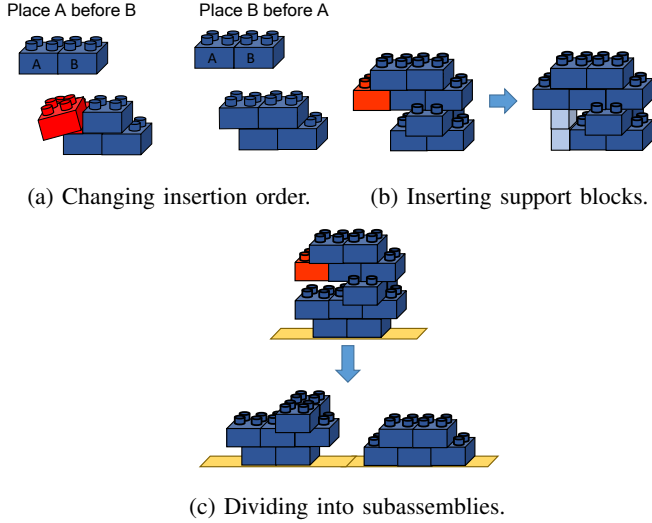 Place A before B
Place B before A
A B
A B
(a) Changing insertion order.
(b) Inserting support blocks.
(c) Dividing into subassemblies.